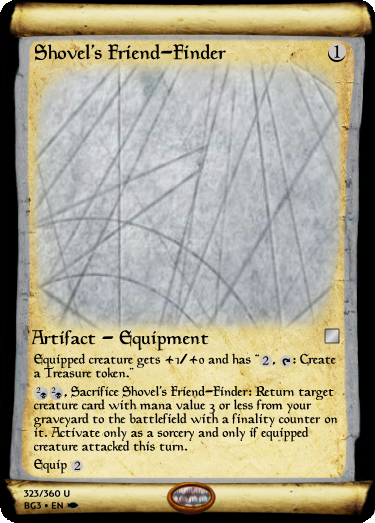 Shovel's Friend-Finder 1
Artifact – Equipment
Equipped creature gets +1/+0 and has "2, : Create
a Treasure token."
2 2, Sacrifice Shovel's Friend-Finder: Return target
creature card with mana value 3 or less from your
graveyard to the battlefield with a finality counter on
it. Activate only as a sorcery and only if equipped
creature attacked this turn.
Equip 2
323/360 U
BG3 • EN